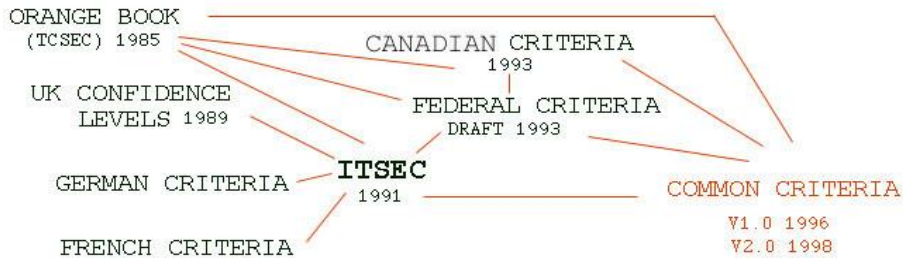 ORANGE BOOK
(TCSEC) 1985
CANADIAN CRITERIA
1993
UK CONFIDENCE
LEVELS 1989
FEDERAL CRITERIA
DRAFT 1993
ITSEC
1991
GERMAN CRITERIA
COMMON CRITERIA
V1.0 1996
V2.0 1998
FRENCH CRITERIA